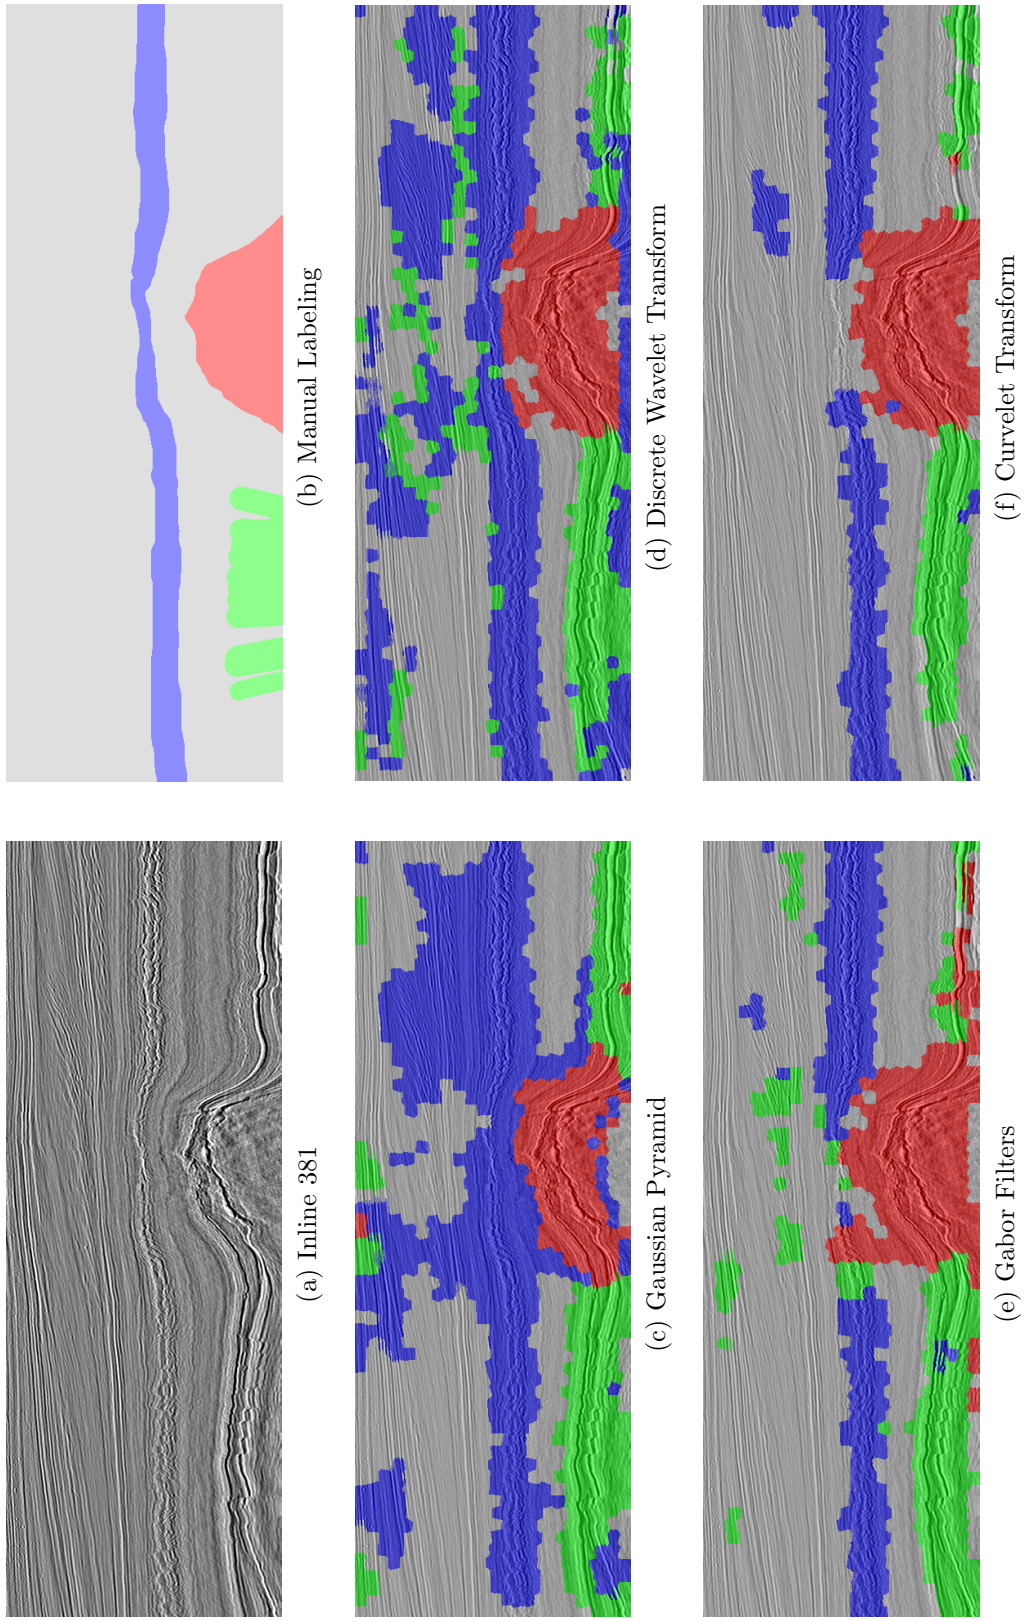 (a) Inline 381
(b) Manual Labeling
(c) Gaussian Pyramid
(d) Discrete Wavelet Transform
(e) Gabor Filters
(f) Curvelet Transform